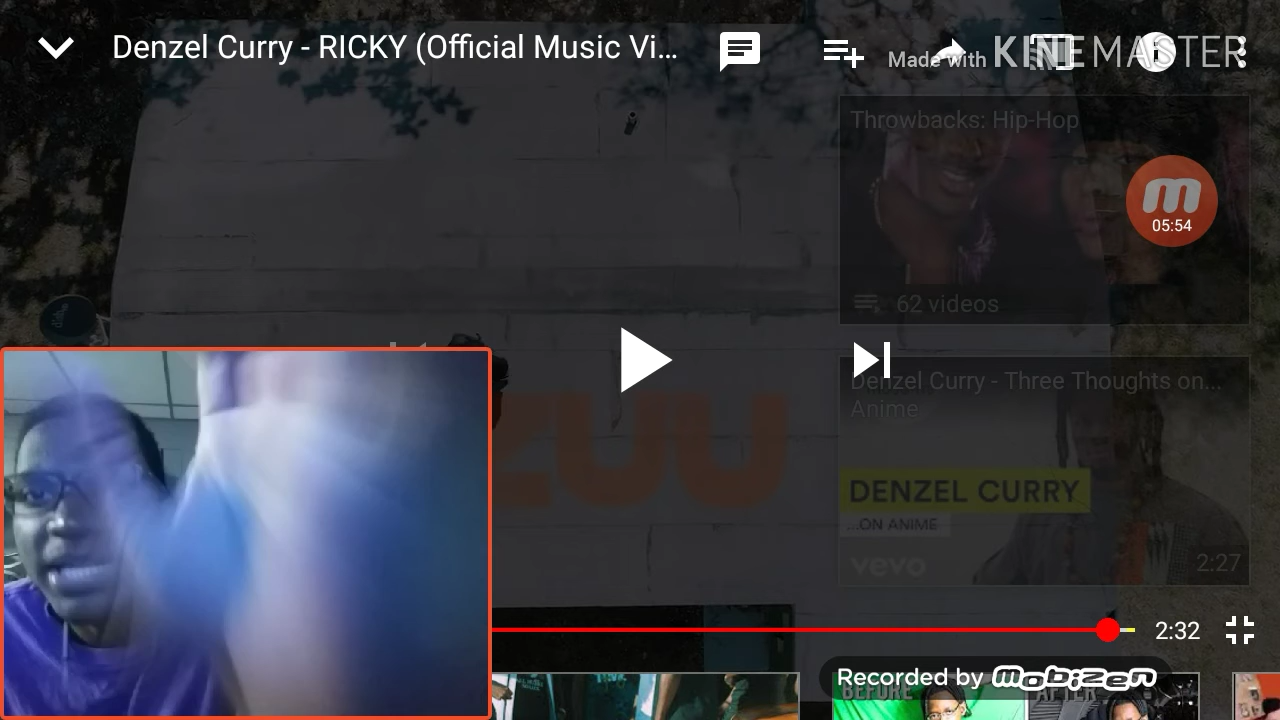 Denzel Curry - RICKY (Official Music Vi...
Made with KINEMASTER
Throwbacks: Hip-Hop
m
05:54
62 videos
Denzel Curry - Three Thoughts on...
Anime
ZUU
DENZEL CURRY
...ON ANIME
vevo
2:27
2:32
Recorded by mobizen
BEFORE
AFTER